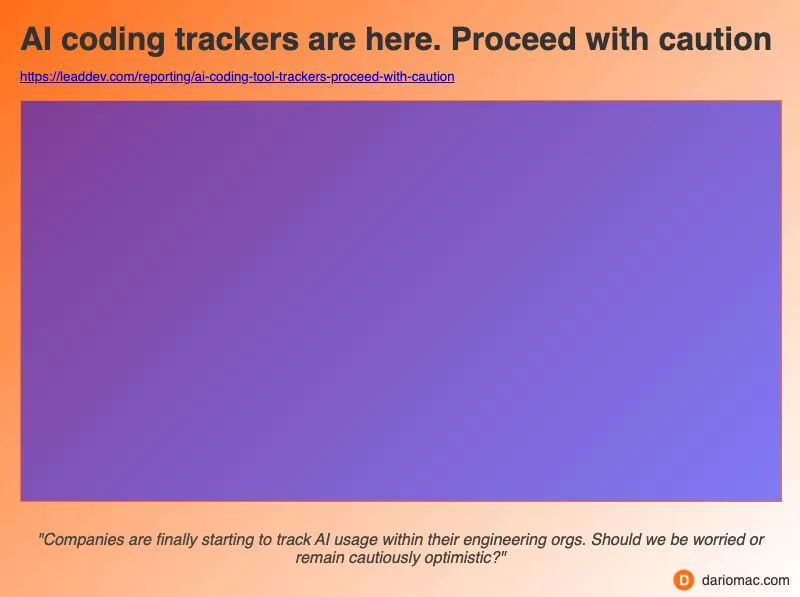 AI coding trackers are here. Proceed with caution
https://leaddev.com/reporting/ai-coding-tool-trackers-proceed-with-caution
"Companies are finally starting to track AI usage within their engineering orgs. Should we be worried or
remain cautiously optimistic?"
D dariomac.com